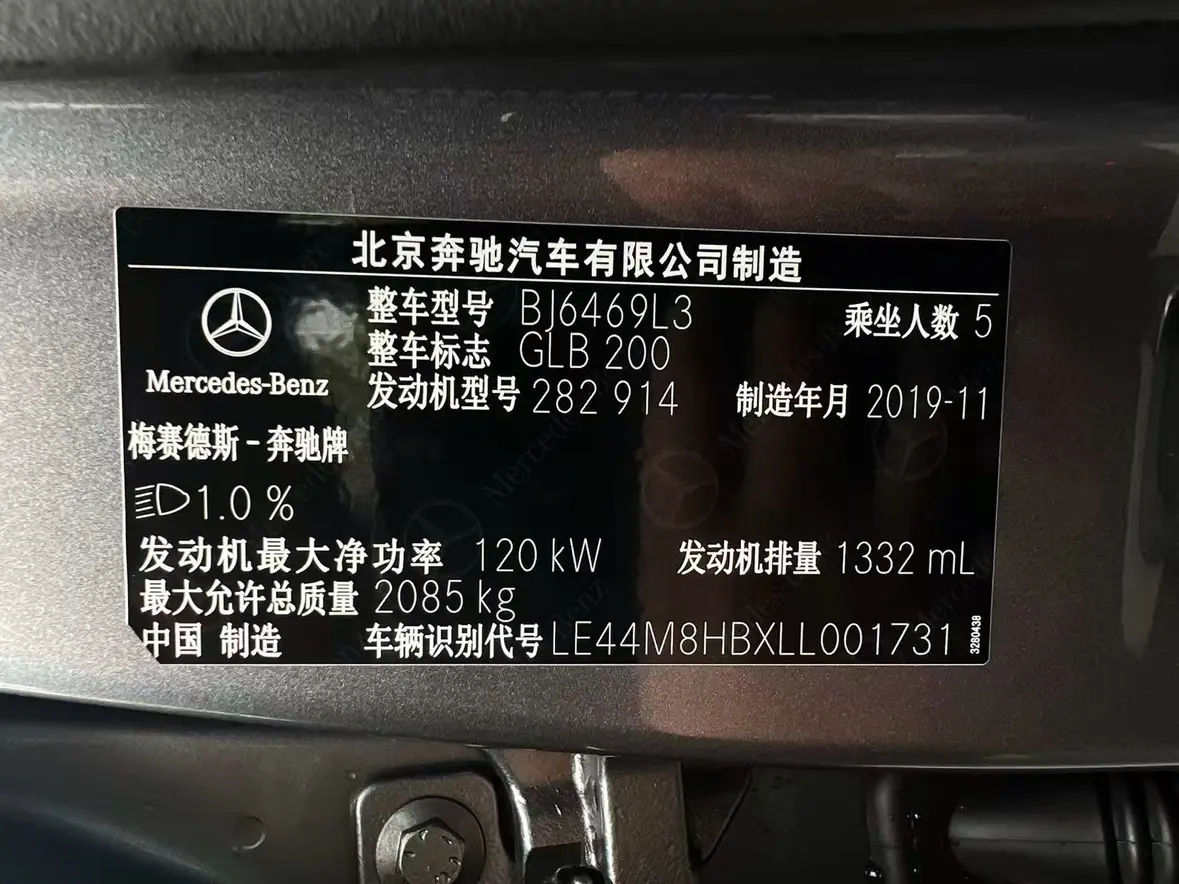 北京奔驰汽车有限公司制造
整车型号 BJ6469L3 乘坐人数 5
整车标志 GLB 200
发动机型号 282 914 制造年月 2019-11
Mercedes-Benz
梅赛德斯-奔驰牌
1.0 %
发动机最大净功率 120 kW 发动机排量 1332 mL
最大允许总质量 2085 kg
中国 制造 车辆识别代号 LE44M8HBXLL001731
3280438